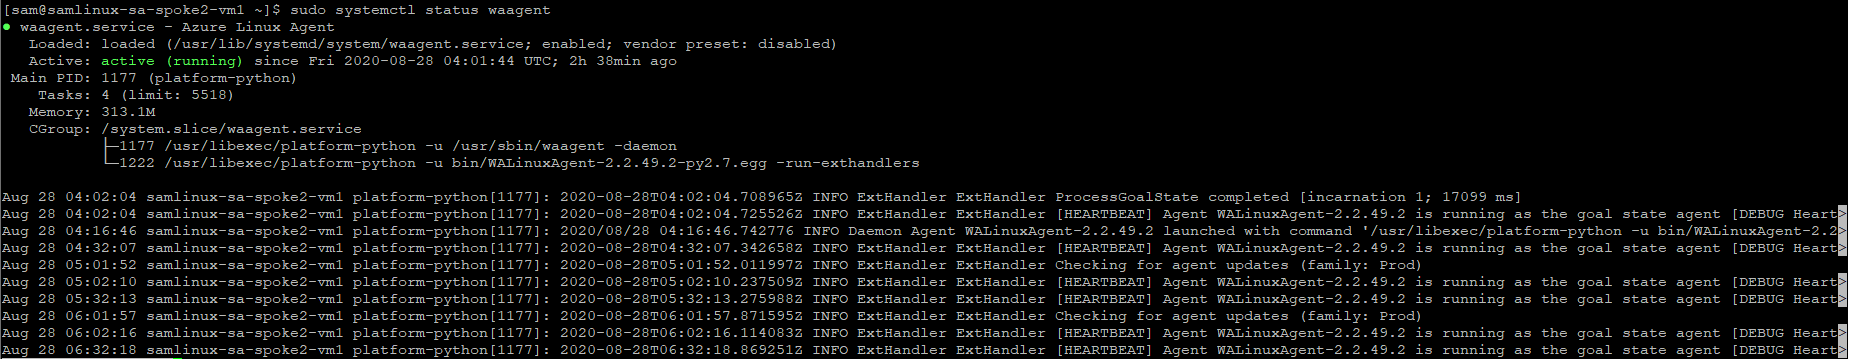 [sam@samlinux-sa-spoke2-vm1 ~]$ sudo systemctl status waagent
● waagent.service - Azure Linux Agent
   Loaded: loaded (/usr/lib/systemd/system/waagent.service; enabled; vendor preset: disabled)
   Active: active (running) since Fri 2020-08-28 04:01:44 UTC; 2h 38min ago
 Main PID: 1177 (platform-python)
    Tasks: 4 (limit: 5518)
   Memory: 313.1M
   CGroup: /system.slice/waagent.service
           ├─1177 /usr/libexec/platform-python -u /usr/sbin/waagent -daemon
           └─1222 /usr/libexec/platform-python -u bin/WALinuxAgent-2.2.49.2-py2.7.egg -run-exthandlers

Aug 28 04:02:04 samlinux-sa-spoke2-vm1 platform-python[1177]: 2020-08-28T04:02:04.708965Z INFO ExtHandler ExtHandler ProcessGoalState completed [incarnation 1; 17099 ms]
Aug 28 04:02:04 samlinux-sa-spoke2-vm1 platform-python[1177]: 2020-08-28T04:02:04.725526Z INFO ExtHandler ExtHandler [HEARTBEAT] Agent WALinuxAgent-2.2.49.2 is running as the goal state agent [DEBUG Heart>
Aug 28 04:16:46 samlinux-sa-spoke2-vm1 platform-python[1177]: 2020/08/28 04:16:46.742776 INFO Daemon Agent WALinuxAgent-2.2.49.2 launched with command '/usr/libexec/platform-python -u bin/WALinuxAgent-2.2>
Aug 28 04:32:07 samlinux-sa-spoke2-vm1 platform-python[1177]: 2020-08-28T04:32:07.342658Z INFO ExtHandler ExtHandler [HEARTBEAT] Agent WALinuxAgent-2.2.49.2 is running as the goal state agent [DEBUG Heart>
Aug 28 05:01:52 samlinux-sa-spoke2-vm1 platform-python[1177]: 2020-08-28T05:01:52.011997Z INFO ExtHandler ExtHandler Checking for agent updates (family: Prod)
Aug 28 05:02:10 samlinux-sa-spoke2-vm1 platform-python[1177]: 2020-08-28T05:02:10.237509Z INFO ExtHandler ExtHandler [HEARTBEAT] Agent WALinuxAgent-2.2.49.2 is running as the goal state agent [DEBUG Heart>
Aug 28 05:32:13 samlinux-sa-spoke2-vm1 platform-python[1177]: 2020-08-28T05:32:13.275988Z INFO ExtHandler ExtHandler [HEARTBEAT] Agent WALinuxAgent-2.2.49.2 is running as the goal state agent [DEBUG Heart>
Aug 28 06:01:57 samlinux-sa-spoke2-vm1 platform-python[1177]: 2020-08-28T06:01:57.871595Z INFO ExtHandler ExtHandler Checking for agent updates (family: Prod)
Aug 28 06:02:16 samlinux-sa-spoke2-vm1 platform-python[1177]: 2020-08-28T06:02:16.114083Z INFO ExtHandler ExtHandler [HEARTBEAT] Agent WALinuxAgent-2.2.49.2 is running as the goal state agent [DEBUG Heart>
Aug 28 06:32:18 samlinux-sa-spoke2-vm1 platform-python[1177]: 2020-08-28T06:32:18.869251Z INFO ExtHandler ExtHandler [HEARTBEAT] Agent WALinuxAgent-2.2.49.2 is running as the goal state agent [DEBUG Heart>